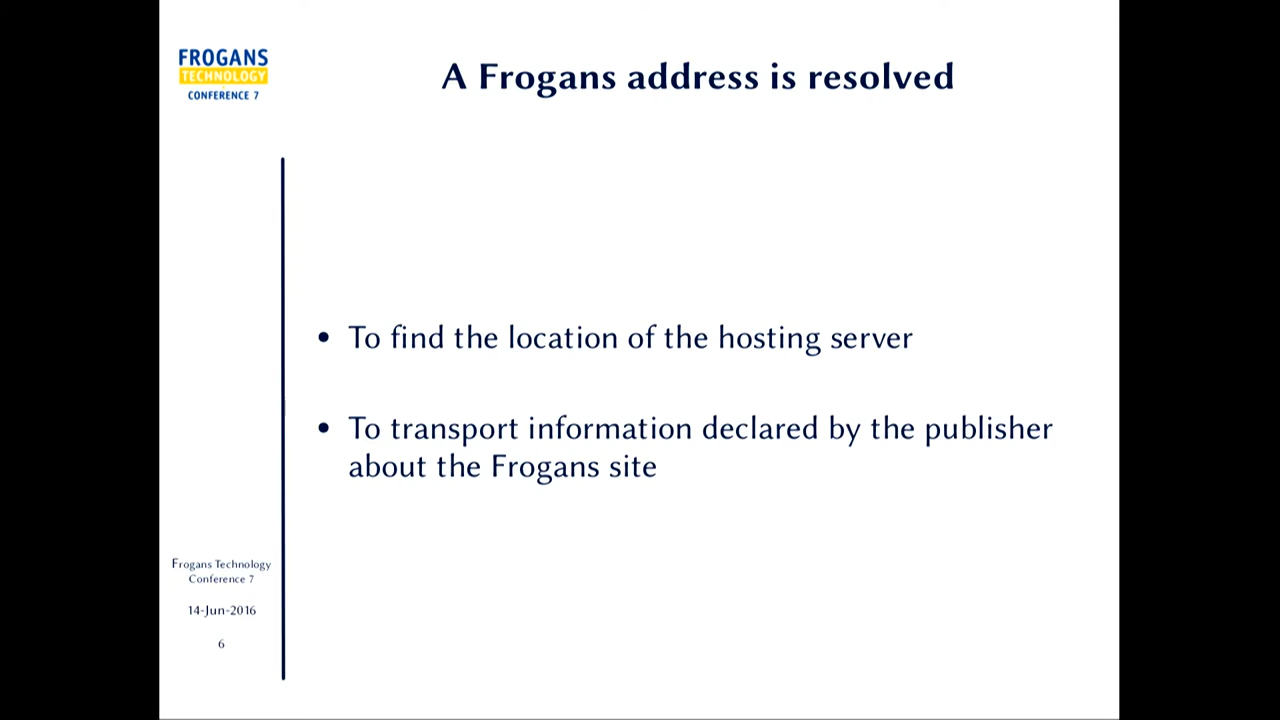 FROGANS
TECHNOLOGY
CONFERENCE 7
A Frogans address is resolved
• To find the location of the hosting server
• To transport information declared by the publisher
about the Frogans site
Frogans Technology
Conference 7
14-Jun-2016
6